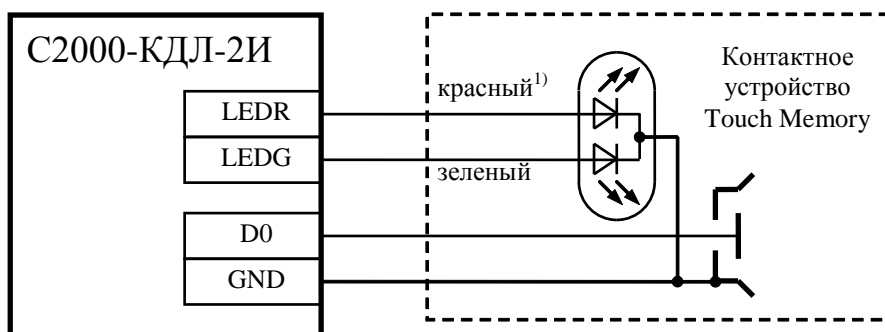 С2000-КДЛ-2И
LEDR
LEDG
D0
GND
красный¹⁾
зеленый
Контактное
устройство
Touch Memory